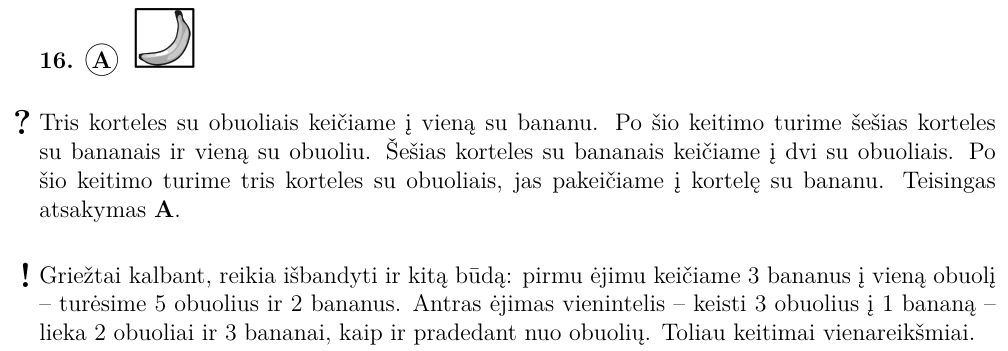 16. A
? Tris korteles su obuoliais keičiame į vieną su bananu. Po šio keitimo turime šešias korteles
su bananais ir vieną su obuoliu. Šešias korteles su bananais keičiame į dvi su obuoliais. Po
šio keitimo turime tris korteles su obuoliais, jas pakeičiame į kortelę su bananu. Teisingas
atsakymas A.
! Griežtai kalbant, reikia išbandyti ir kitą būdą: pirmu ėjimu keičiame 3 bananus į vieną obuolį
– turėsime 5 obuolius ir 2 bananus. Antras ėjimas vienintelis – keisti 3 obuolius į 1 bananą –
lieka 2 obuoliai ir 3 bananai, kaip ir pradedant nuo obuolių. Toliau keitimai vienareikšmiai.